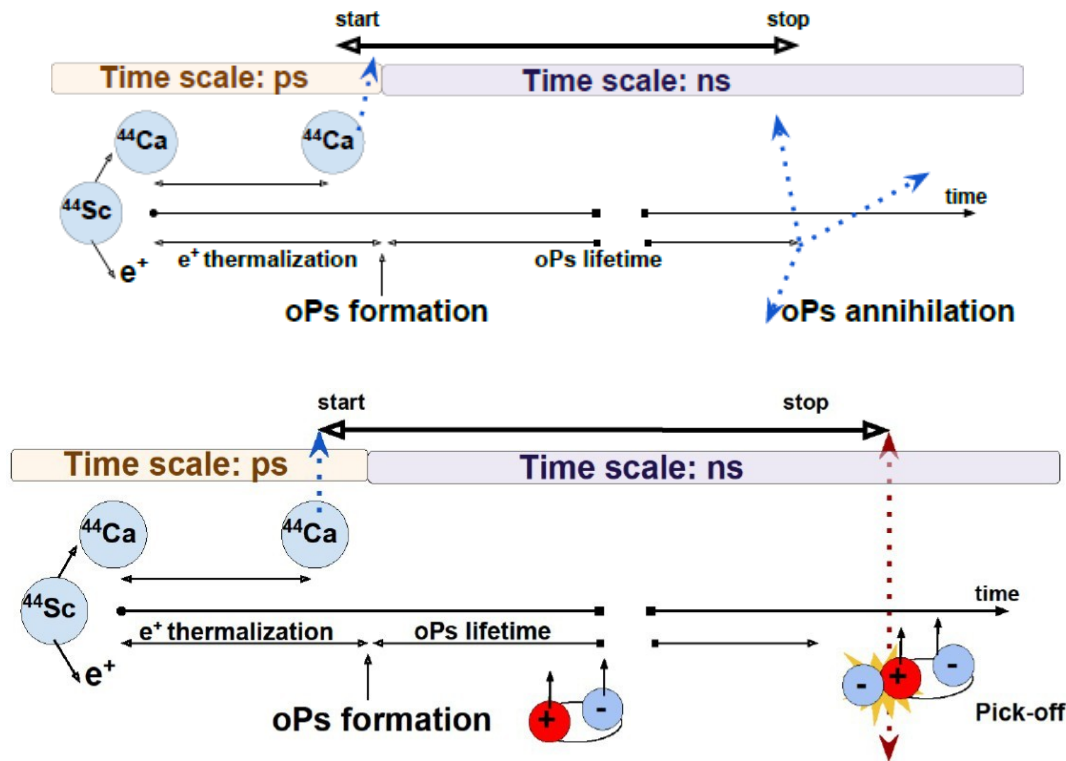 start stop
Time scale: ps Time scale: ns
⁴⁴Ca ⁴⁴Ca
⁴⁴Sc
time
e⁺
e⁺ thermalization oPs lifetime
oPs formation oPs annihilation
start stop
Time scale: ps Time scale: ns
⁴⁴Ca ⁴⁴Ca
⁴⁴Sc
time
e⁺ thermalization oPs lifetime
e⁺
- + -
+ -
oPs formation Pick-off